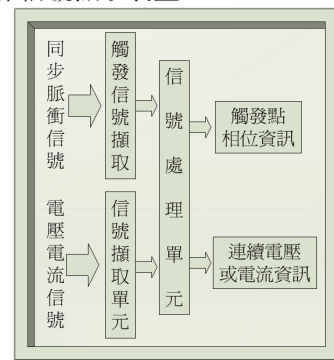 同步脈衝信號
觸發信號擷取
信號處理單元
觸發點
相位資訊
電壓電流信號
信號擷取單元
連續電壓
或電流資訊